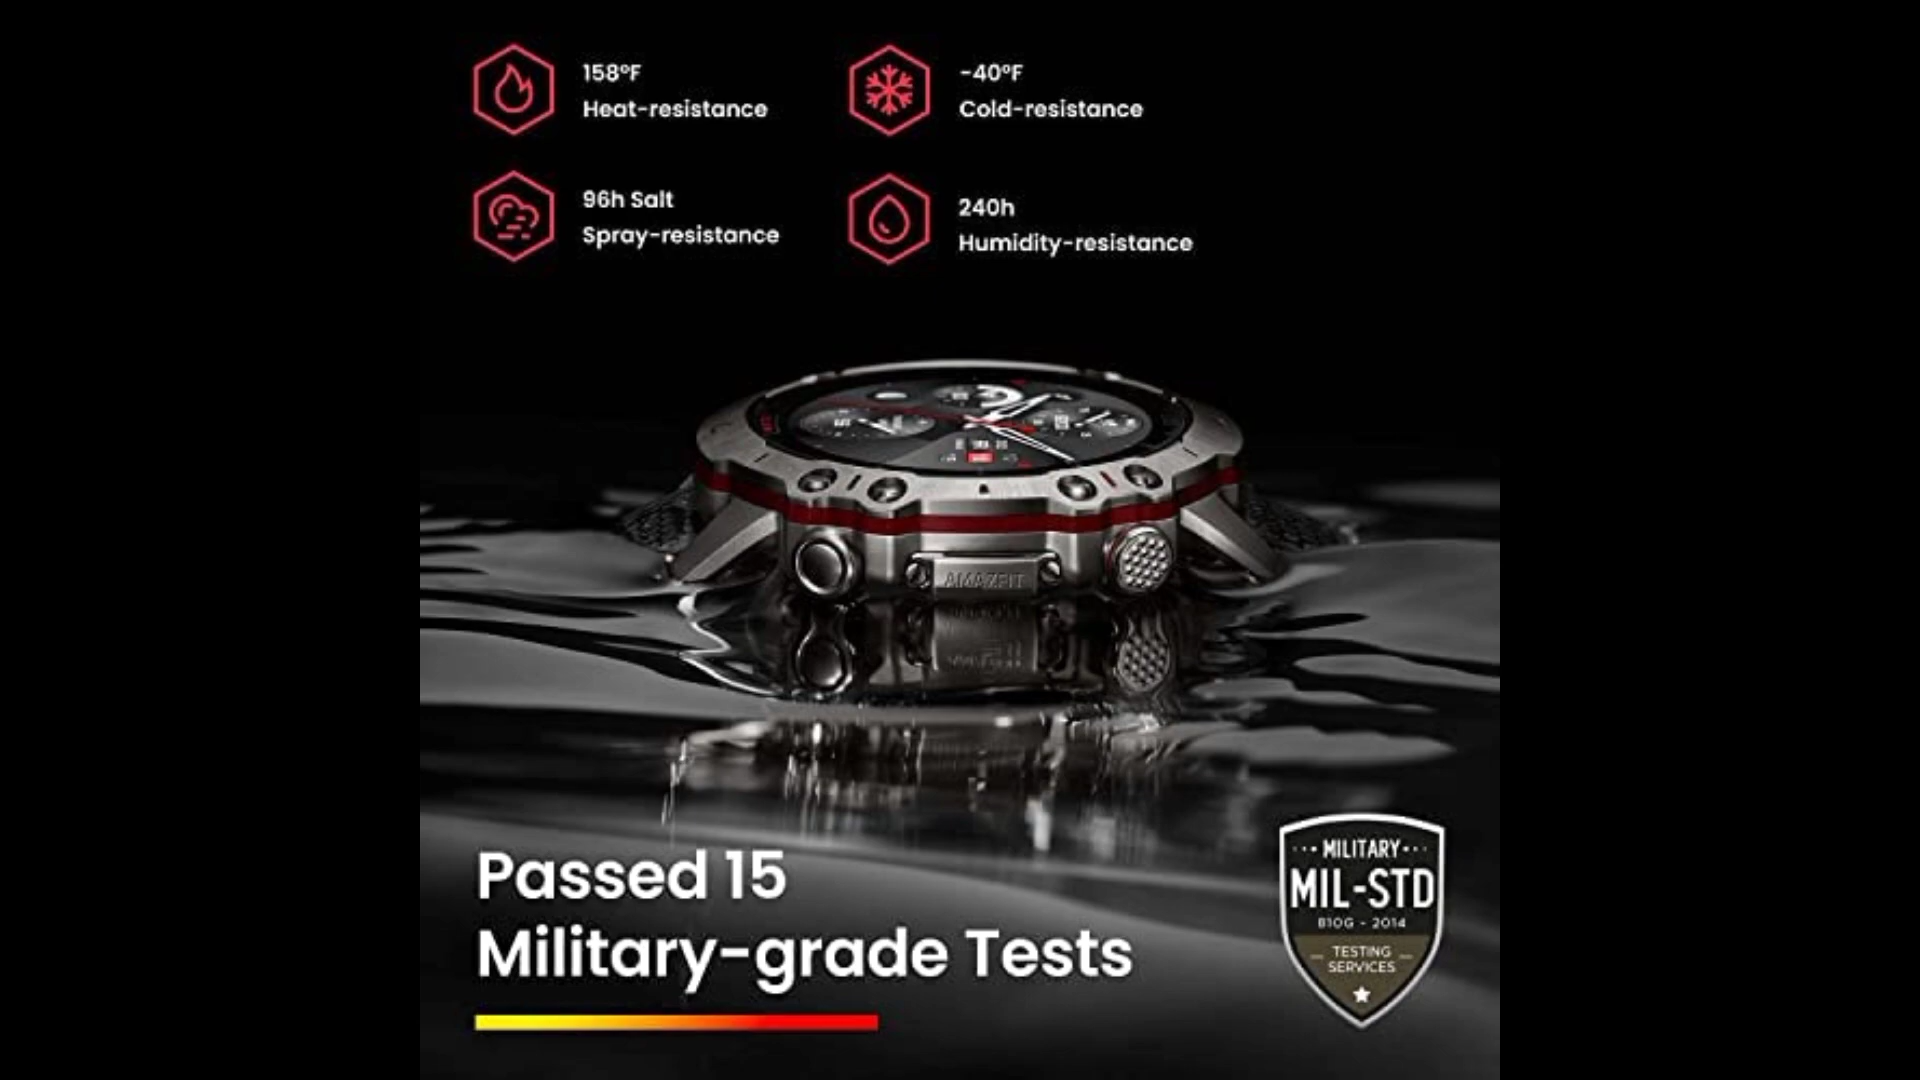 158°F
Heat-resistance
-40°F
Cold-resistance
96h Salt
Spray-resistance
240h
Humidity-resistance
AMAZFIT
Passed 15
Military-grade Tests
MILITARY
MIL-STD
810G - 2014
TESTING
SERVICES